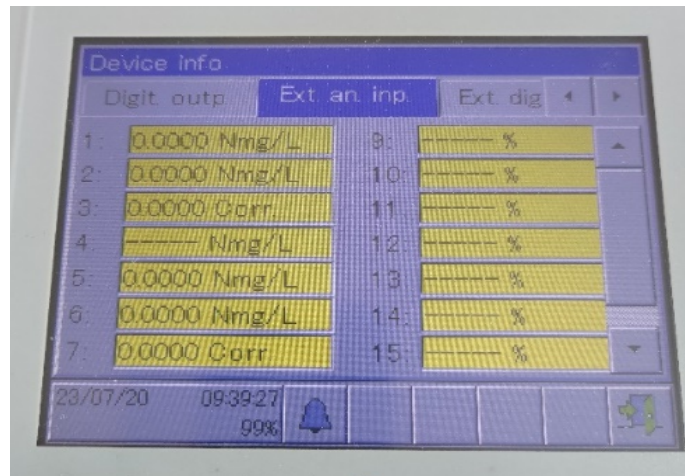 Device info
Digit. outp. Ext. an. inp. Ext. dig
1: 0.0000 Nmg/L 9: ----- %
2: 0.0000 Nmg/L 10: ----- %
3: 0.0000 Corr. 11: ----- %
4: ----- Nmg/L 12: ----- %
5: 0.0000 Nmg/L 13: ----- %
6: 0.0000 Nmg/L 14: ----- %
7: 0.0000 Corr. 15: ----- %
23/07/20 09:39:27
99%